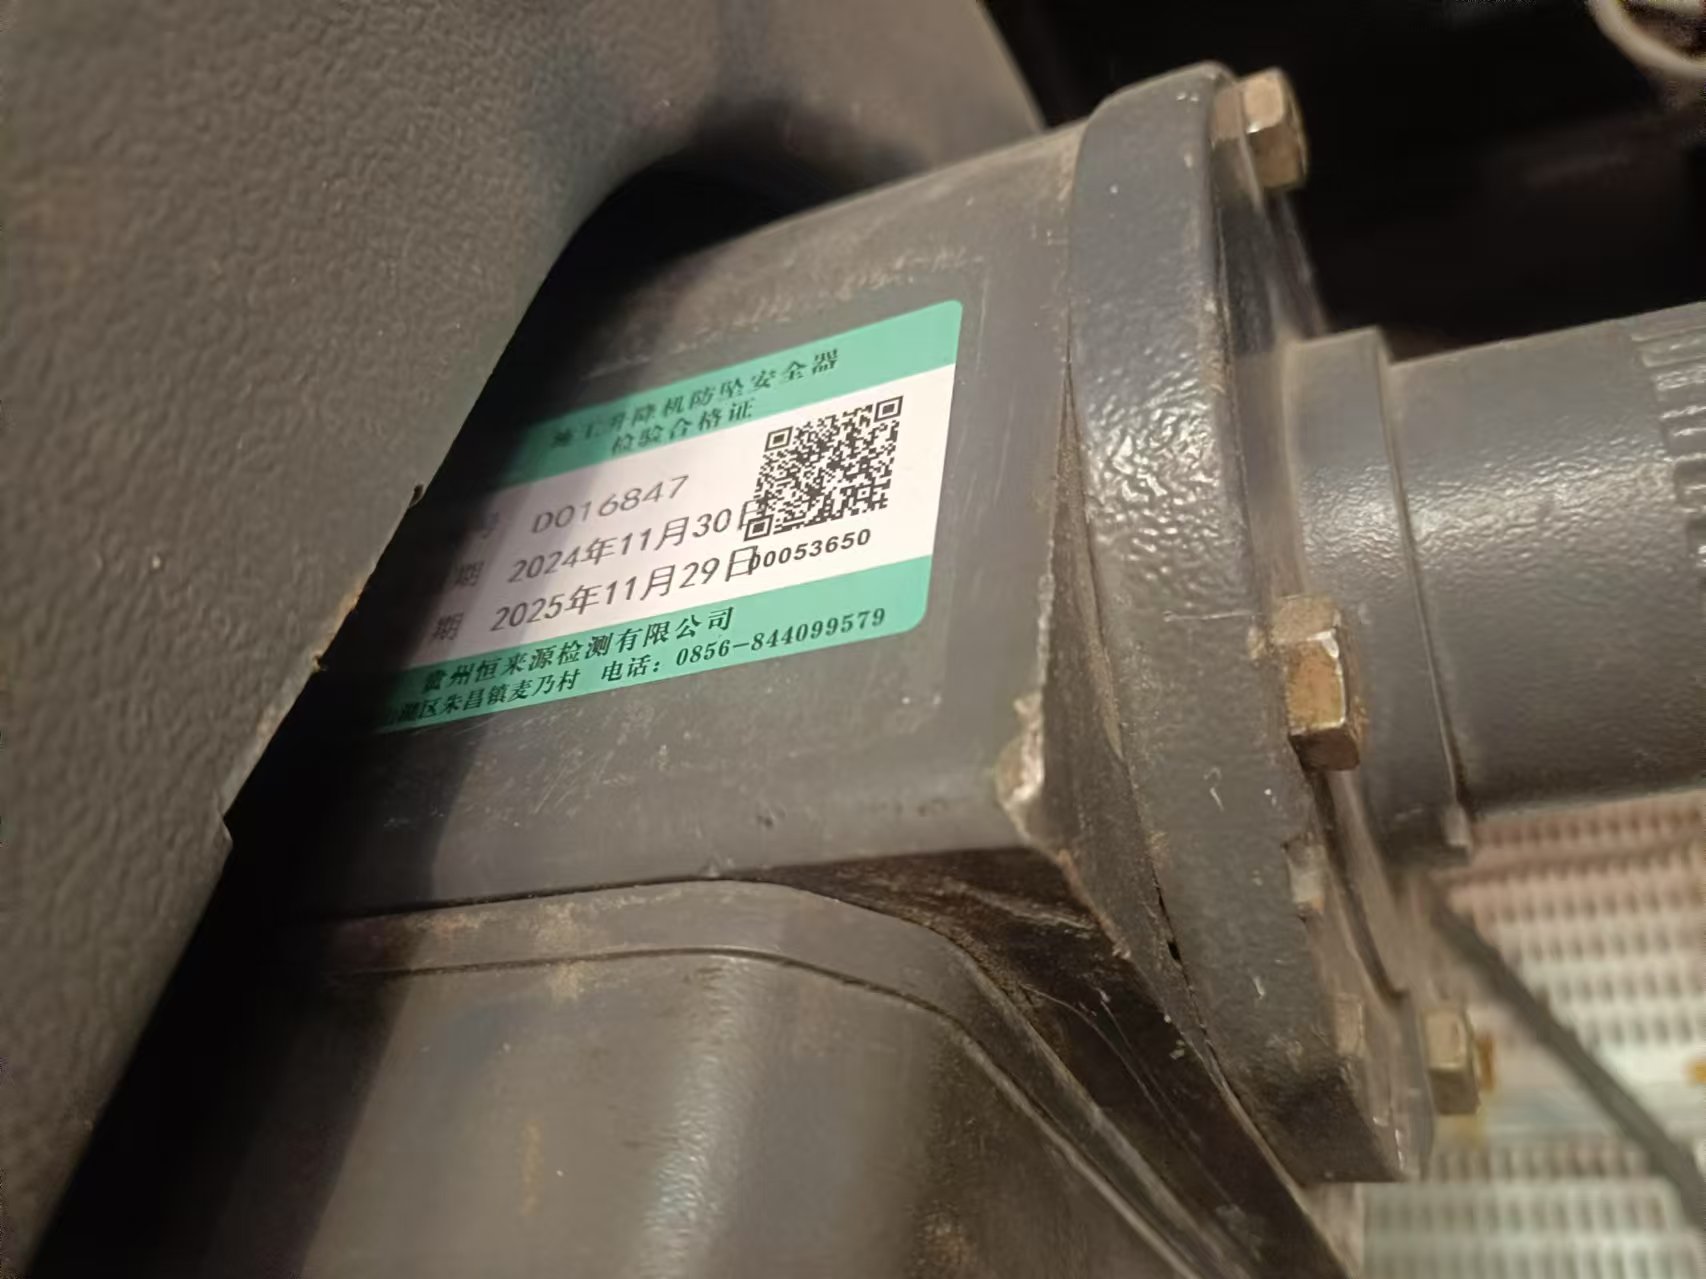 施工升降机防坠安全器
检验合格证
号 D016847
期 2024年11月30日
期 2025年11月29日
00053650
贵州恒来源检测有限公司
山湖区朱昌镇麦乃村 电话：0856-844099579